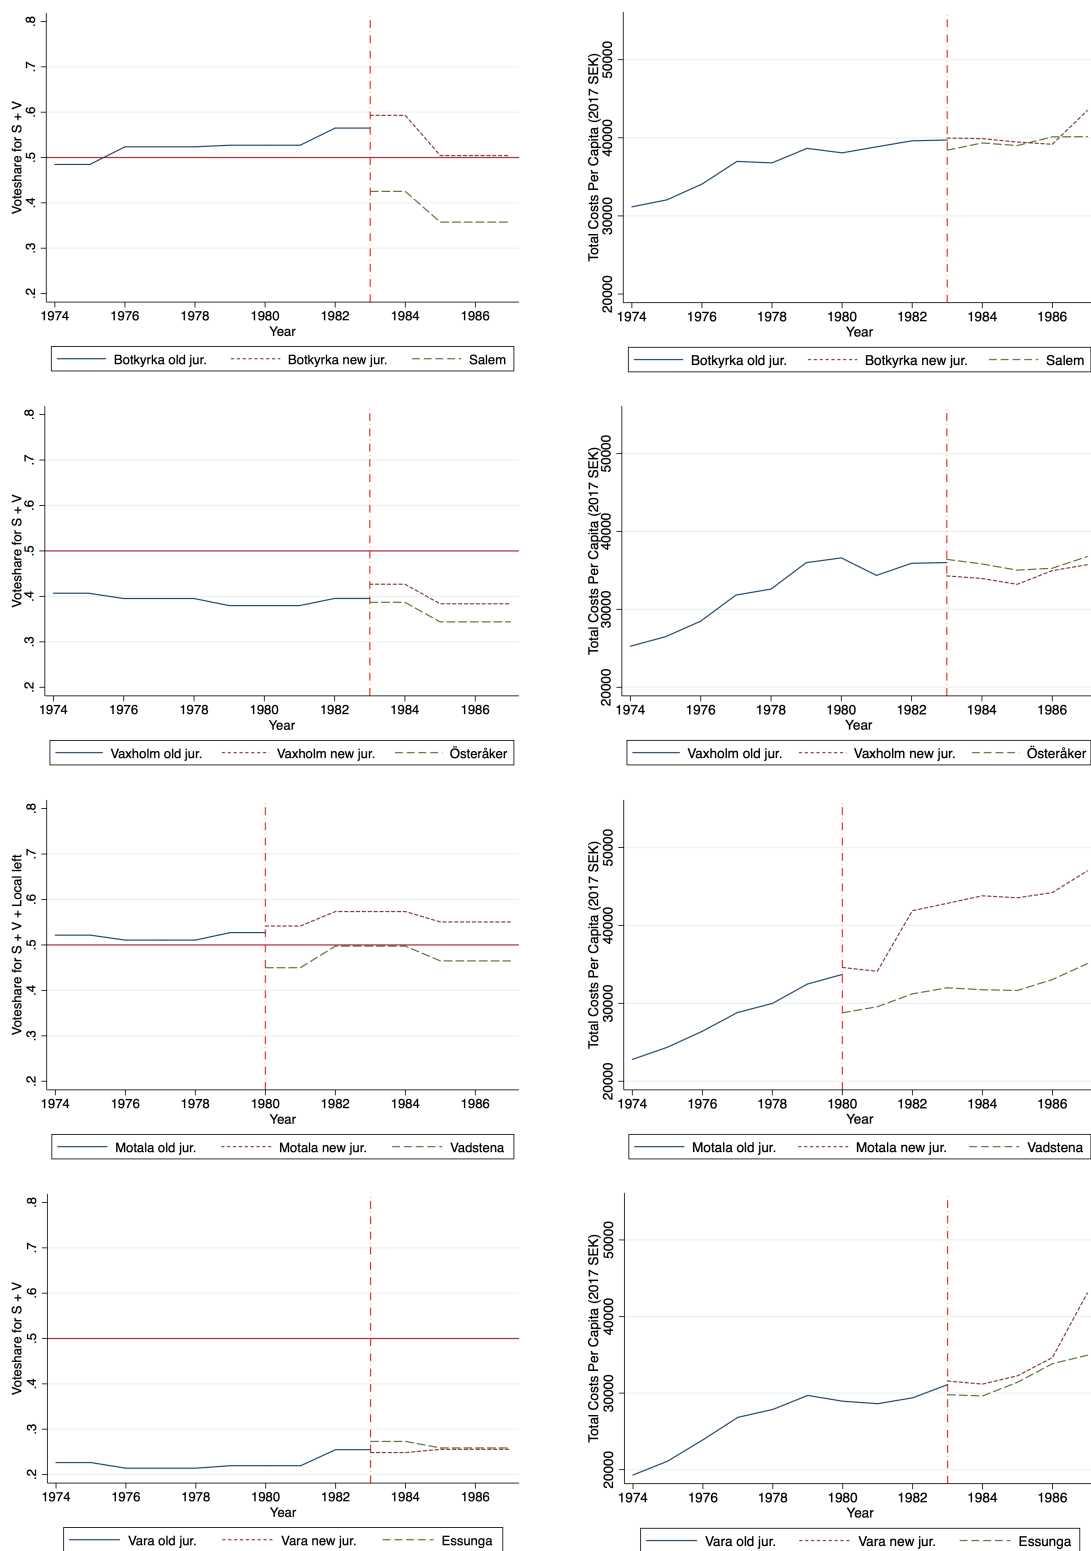 Voteshare for S + V
.8
.7
.6
.5
.4
.3
.2
1974 1976 1978 1980 1982 1984 1986
Year
Botkyrka old jur. Botkyrka new jur. Salem
Total Costs Per Capita (2017 SEK)
50000
40000
30000
20000
1974 1976 1978 1980 1982 1984 1986
Year
Botkyrka old jur. Botkyrka new jur. Salem
Voteshare for S + V
.8
.7
.6
.5
.4
.3
.2
1974 1976 1978 1980 1982 1984 1986
Year
Vaxholm old jur. Vaxholm new jur. Österåker
Total Costs Per Capita (2017 SEK)
50000
40000
30000
20000
1974 1976 1978 1980 1982 1984 1986
Year
Vaxholm old jur. Vaxholm new jur. Österåker
Voteshare for S + V + Local left
.8
.7
.6
.5
.4
.3
.2
1974 1976 1978 1980 1982 1984 1986
Year
Motala old jur. Motala new jur. Vadstena
Total Costs Per Capita (2017 SEK)
50000
40000
30000
20000
1974 1976 1978 1980 1982 1984 1986
Year
Motala old jur. Motala new jur. Vadstena
Voteshare for S + V
.8
.7
.6
.5
.4
.3
.2
1974 1976 1978 1980 1982 1984 1986
Year
Vara old jur. Vara new jur. Essunga
Total Costs Per Capita (2017 SEK)
50000
40000
30000
20000
1974 1976 1978 1980 1982 1984 1986
Year
Vara old jur. Vara new jur. Essunga